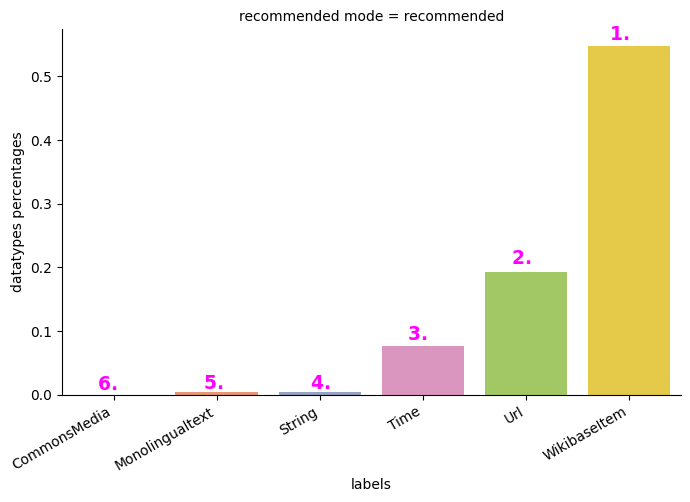 recommended mode = recommended
datatypes percentages
0.5
0.4
0.3
0.2
0.1
0.0
1.
2.
3.
4.
5.
6.
CommonsMedia
Monolingualtext
String
Time
Url
WikibaseItem
labels